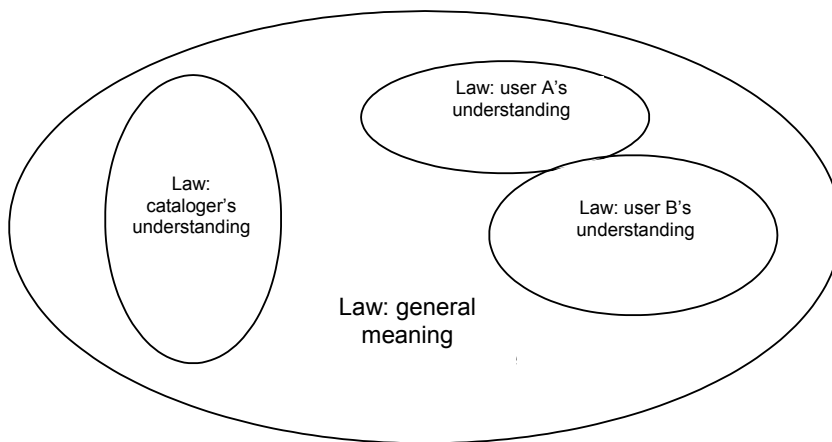 Law: user A’s
understanding
Law:
cataloger’s
understanding
Law: user B’s
understanding
Law: general
meaning